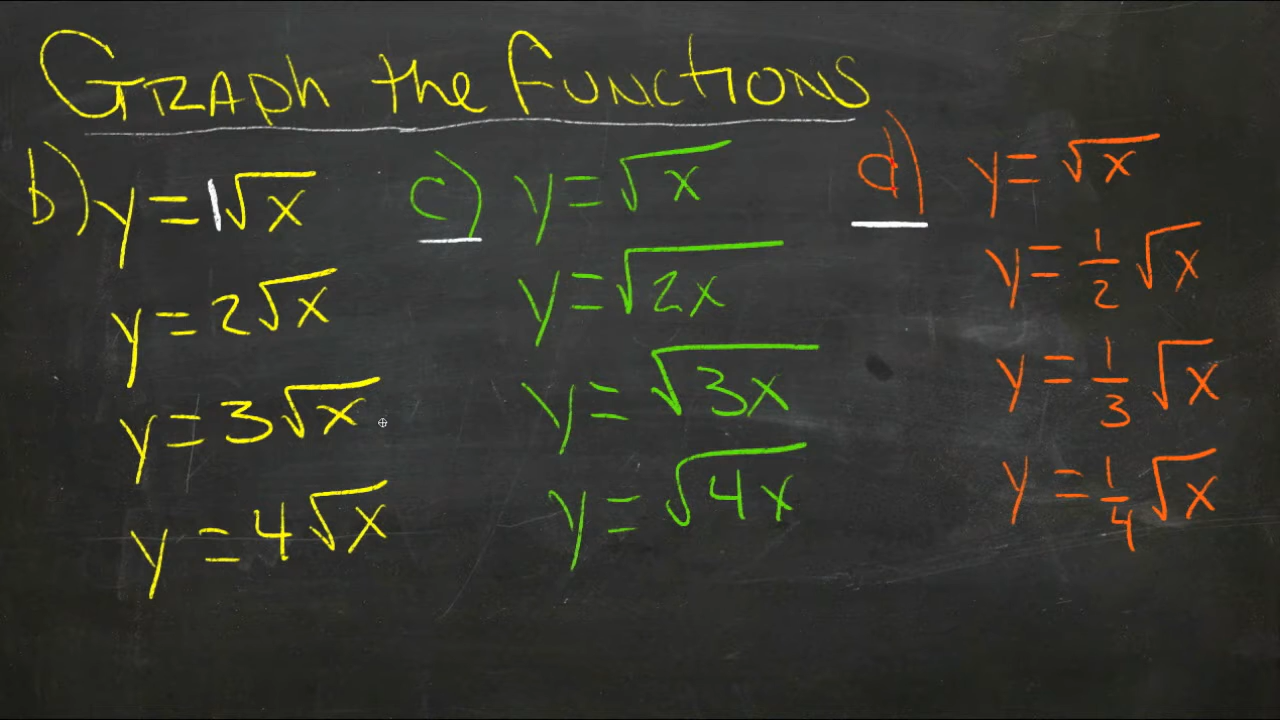 GRAPh the FUNCTIONS
b) y = 1√x
y = 2√x
y = 3√x
y = 4√x
c) y = √x
y = √2x
y = √3x
y = √4x
d) y = √x
y = 1/2 √x
y = 1/3 √x
y = 1/4 √x